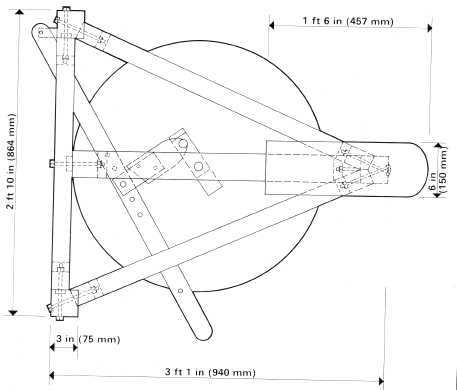 1 ft 6 in (457 mm)
2 ft 10 in (864 mm)
6 in
(150 mm)
3 in (75 mm)
3 ft 1 in (940 mm)